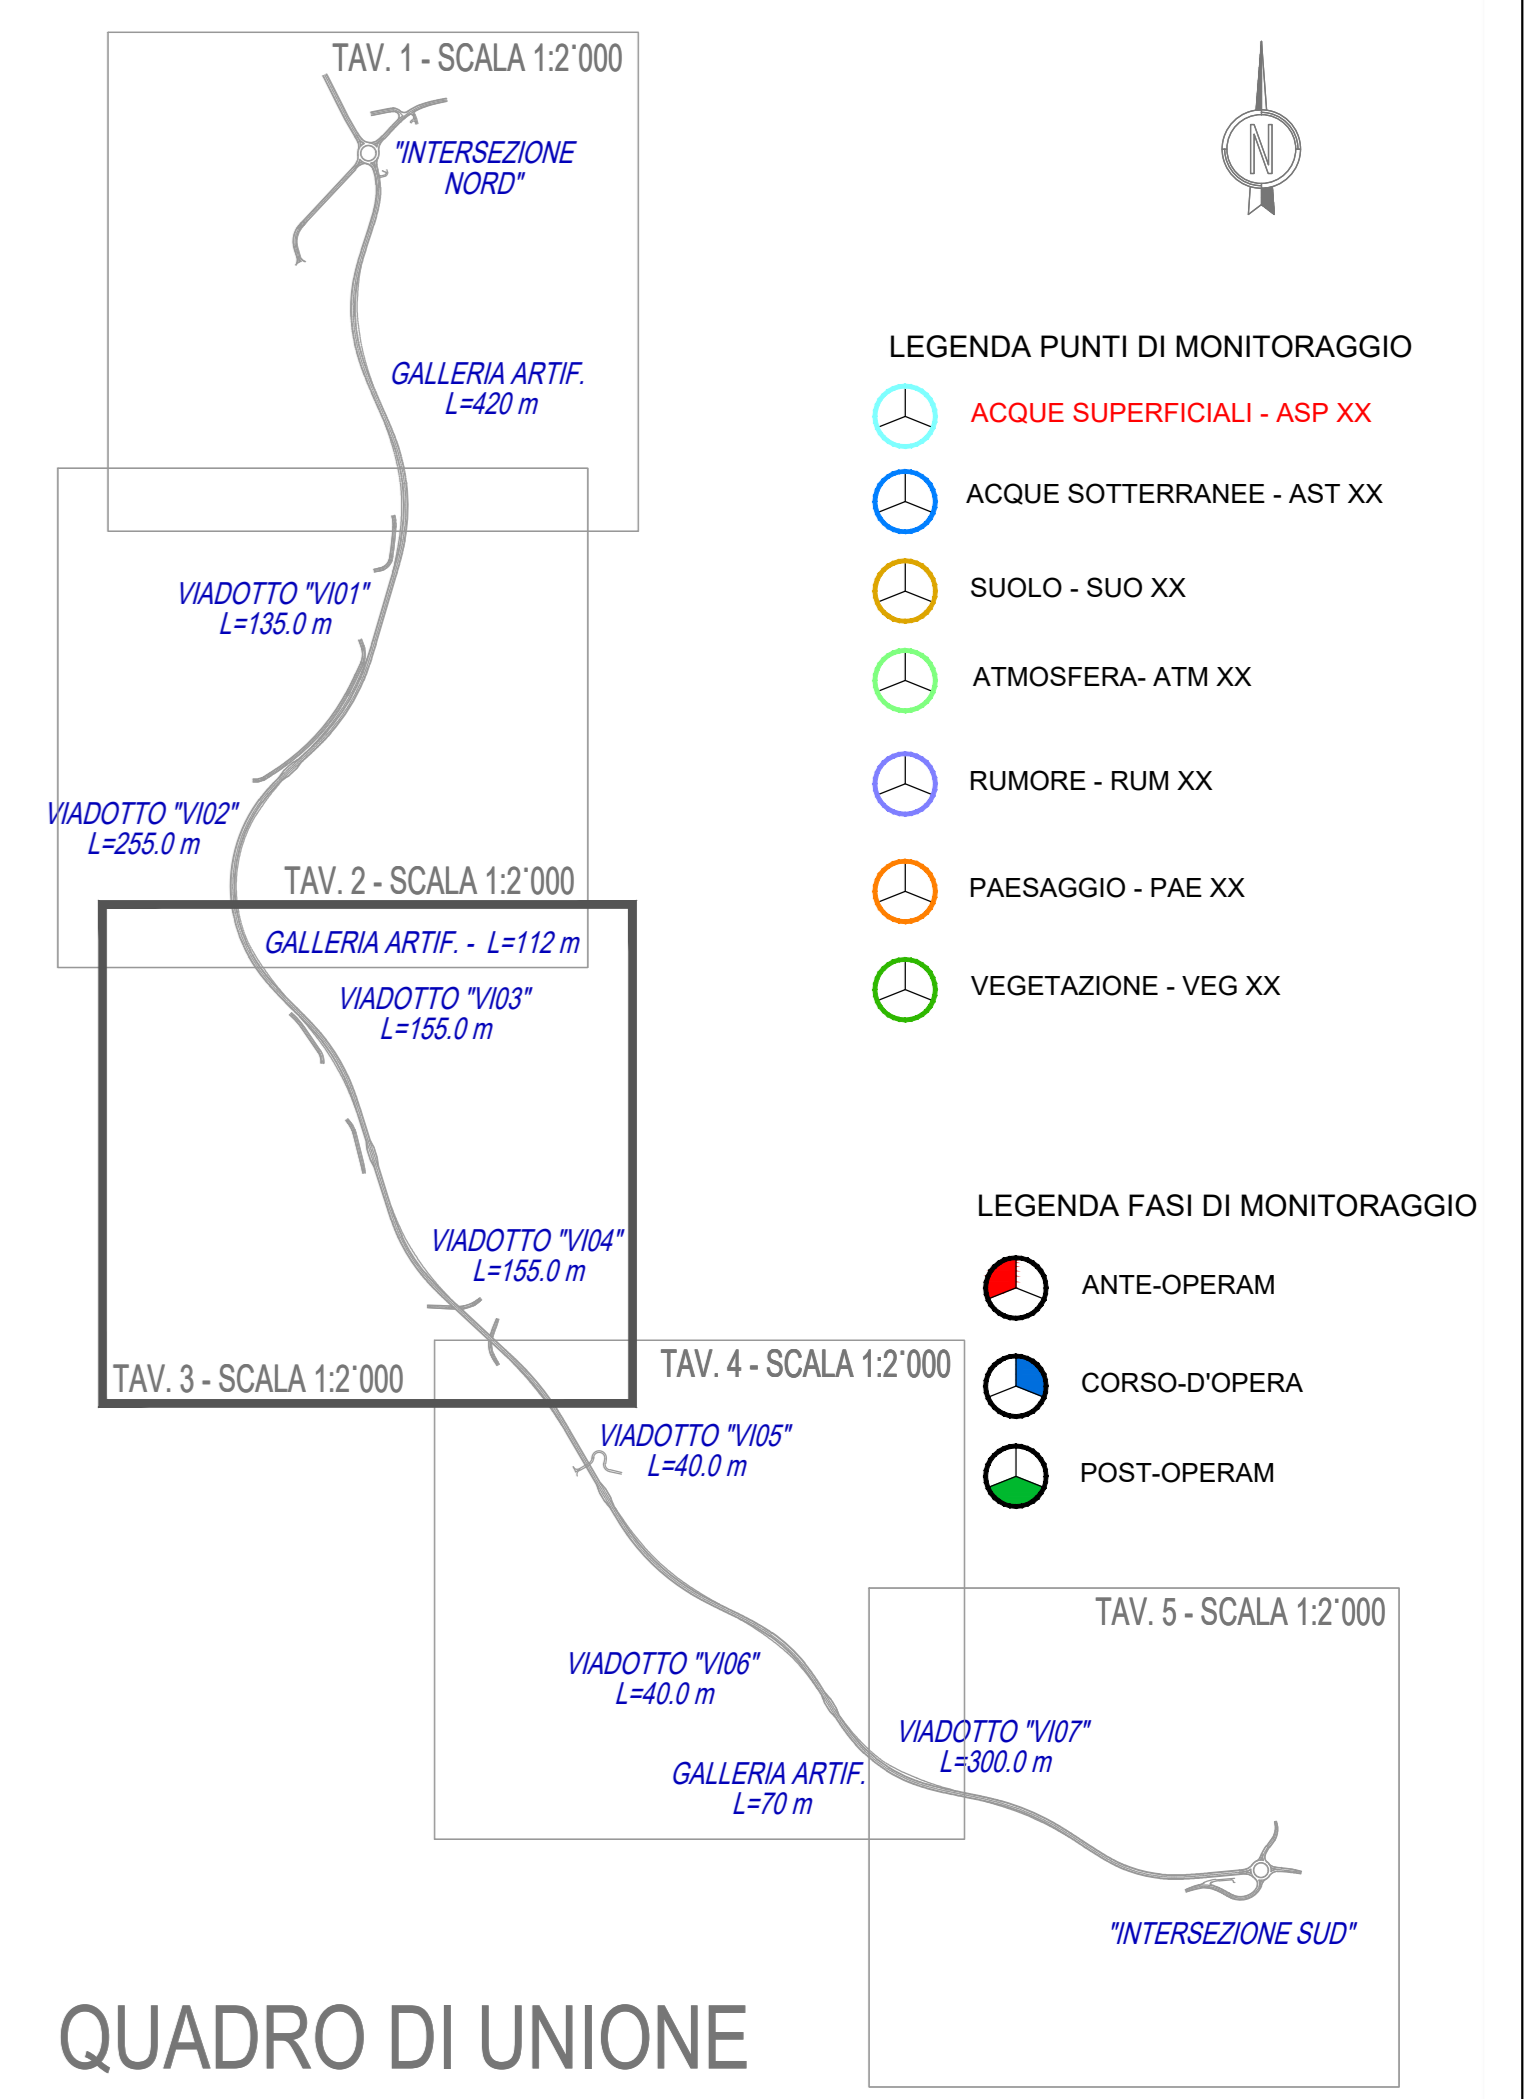 TAV. 1 - SCALA 1:2˙000
"INTERSEZIONE
NORD"
N
GALLERIA ARTIF.
L=420 m
VIADOTTO "VI01"
L=135.0 m
VIADOTTO "VI02"
L=255.0 m
TAV. 2 - SCALA 1:2˙000
GALLERIA ARTIF. - L=112 m
VIADOTTO "VI03"
L=155.0 m
VIADOTTO "VI04"
L=155.0 m
TAV. 3 - SCALA 1:2˙000
TAV. 4 - SCALA 1:2˙000
VIADOTTO "VI05"
L=40.0 m
VIADOTTO "VI06"
L=40.0 m
GALLERIA ARTIF.
L=70 m
TAV. 5 - SCALA 1:2˙000
VIADOTTO "VI07"
L=300.0 m
"INTERSEZIONE SUD"
LEGENDA PUNTI DI MONITORAGGIO
ACQUE SUPERFICIALI - ASP XX
ACQUE SOTTERRANEE - AST XX
SUOLO - SUO XX
ATMOSFERA- ATM XX
RUMORE - RUM XX
PAESAGGIO - PAE XX
VEGETAZIONE - VEG XX
LEGENDA FASI DI MONITORAGGIO
ANTE-OPERAM
CORSO-D'OPERA
POST-OPERAM
QUADRO DI UNIONE